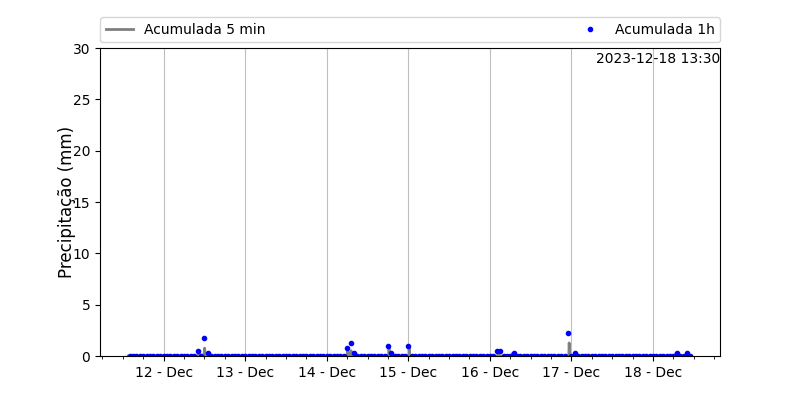 Acumulada 5 min Acumulada 1h
2023-12-18 13:30
Precipitação (mm)
30
25
20
15
10
5
0
12 - Dec 13 - Dec 14 - Dec 15 - Dec 16 - Dec 17 - Dec 18 - Dec